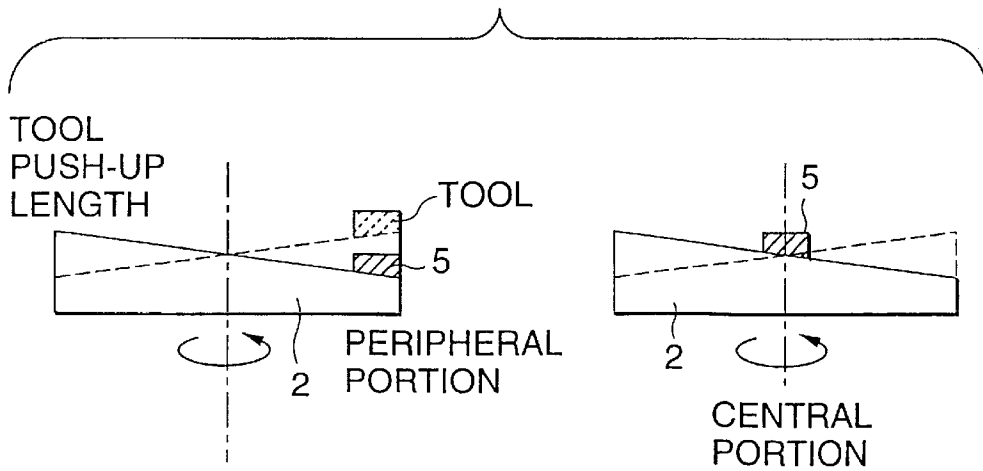 TOOL
PUSH-UP
LENGTH
TOOL
5
2
PERIPHERAL
PORTION
5
2
CENTRAL
PORTION